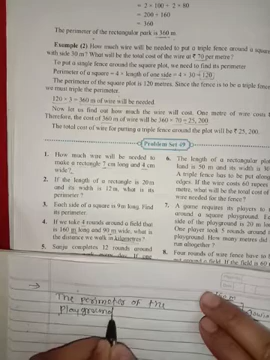 = 2 × 100 + 2 × 80
= 200 + 160
= 360
The perimeter of the rectangular park is 360 m.
Example (2) How much wire will be needed to put a triple fence around a square
with side 30 m? What will be the total cost of the wire at ₹ 70 per metre?
To put a single fence around the square plot, we need to find its perimeter.
Perimeter of a square = 4 × length of one side = 4 × 30 = 120.
The perimeter of the square plot is 120 metres. Since the fence is to be a triple fence
we must triple the perimeter.
120 × 3 = 360 m of wire will be needed
Now let us find out how much the wire will cost. One metre of wire costs
Therefore, the cost of 360 m of wire will be 360 × 70 = 25, 200.
The total cost of wire for putting a triple fence around the plot will be ₹ 25, 200.
Problem Set 49
1. How much wire will be needed to
make a rectangle 7 cm long and 4 cm
wide?
2. If the length of a rectangle is 20 m
and its width is 12 m, what is its
perimeter?
3. Each side of a square is 9 m long. Find
its perimeter.
4. If we take 4 rounds around a field that
is 160 m long and 90 m wide, what is
the distance we walk in kilometres?
5. Sanju completes 12 rounds around
6. The length of a rectangular
land is 50 m and its width is 30
A triple fence has to be put along
edges. If the wire costs 60 rupees
metre, what will be the total cost of
wire needed for the fence?
7. A game requires its players to
around a square playground.
side of the playground is 20 m
One player took 5 rounds around
playground. How many metres did
run altogether?
8. Four rounds of wire fence have to
around a field. If the field is
The perimeter of the
playground